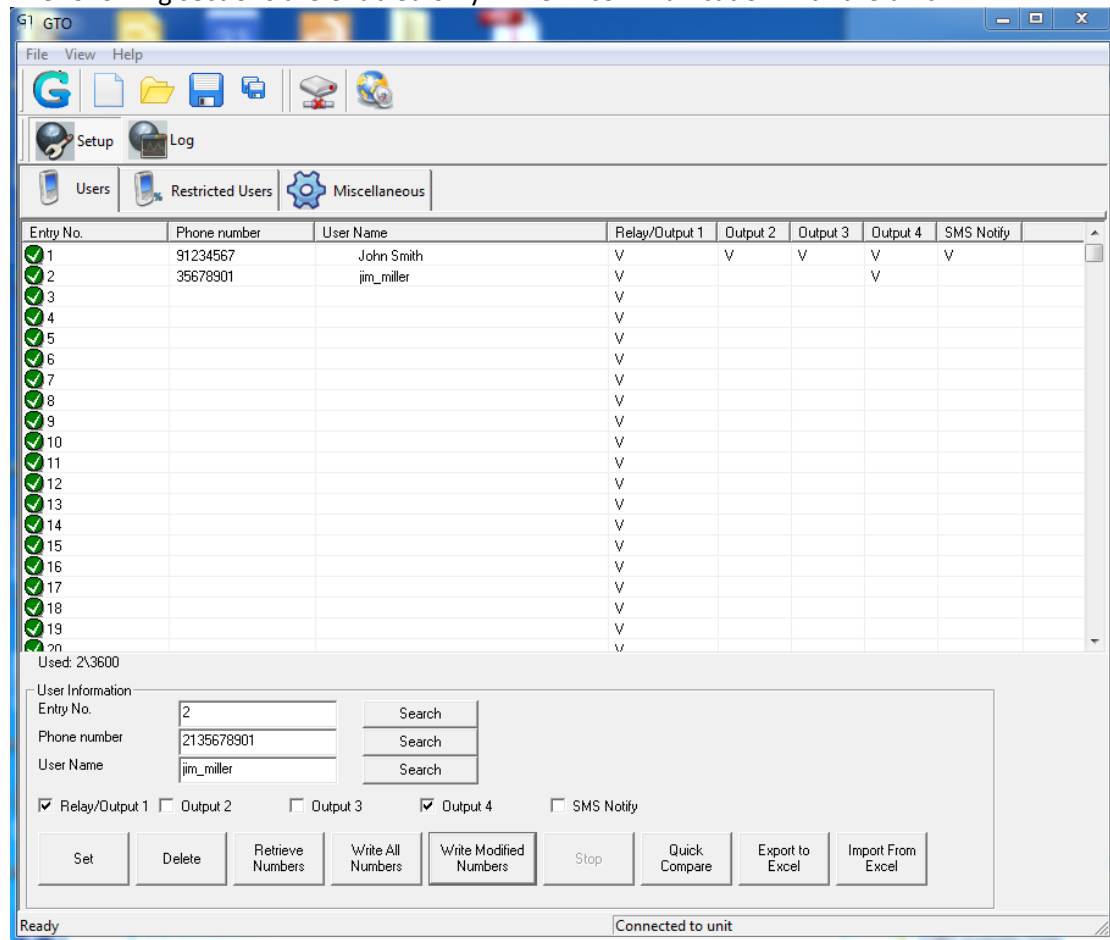 GTO
File View Help
Setup Log
Users Restricted Users Miscellaneous
Entry No. Phone number User Name Relay/Output 1 Output 2 Output 3 Output 4 SMS Notify
1 91234567 John Smith V V V V V
2 35678901 jim_miller V V
3 V
4 V
5 V
6 V
7 V
8 V
9 V
10 V
11 V
12 V
13 V
14 V
15 V
16 V
17 V
18 V
19 V
20 V
Used: 2\3600
User Information
Entry No. 2 Search
Phone number 2135678901 Search
User Name jim_miller Search
Relay/Output 1 Output 2 Output 3 Output 4 SMS Notify
Set Delete Retrieve Numbers Write All Numbers Write Modified Numbers Stop Quick Compare Export to Excel Import From Excel
Ready Connected to unit